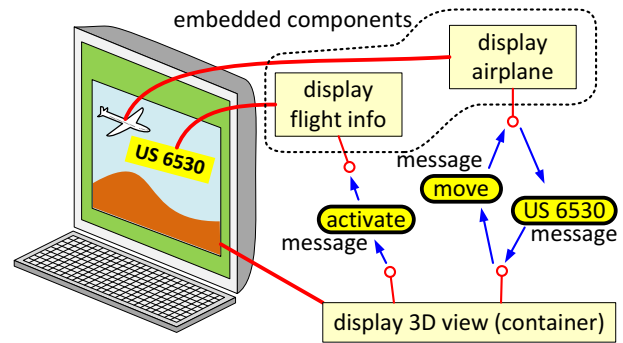 embedded components
display
airplane
display
flight info
US 6530
message
move
US 6530
message
activate
message
display 3D view (container)